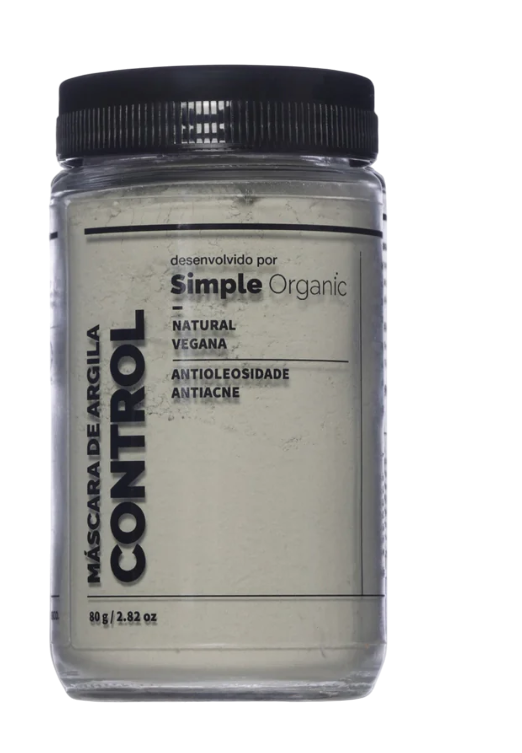 desenvolvido por
Simple Organic
NATURAL
VEGANA
ANTIOLEOSIDADE
ANTIACNE
MÁSCARA DE ARGILA
CONTROL
80 g / 2.82 oz